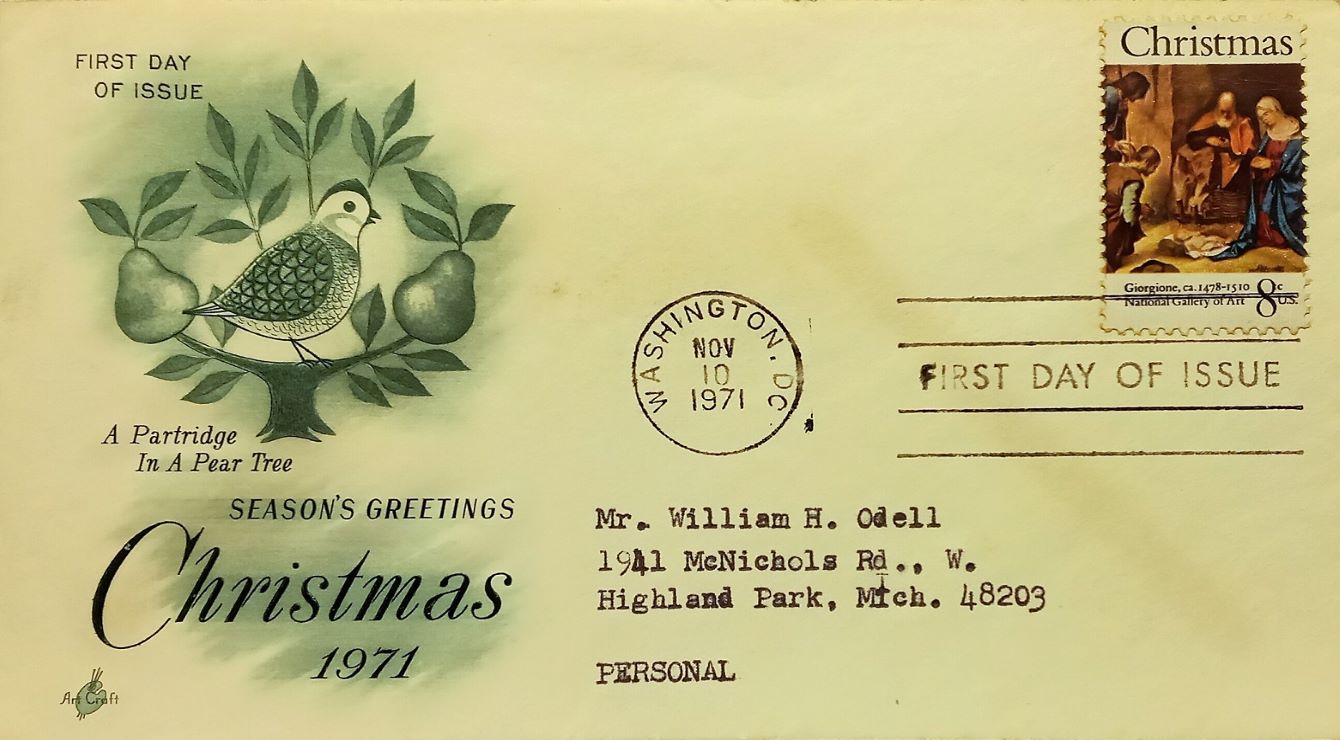 FIRST DAY
OF ISSUE
A Partridge
In A Pear Tree
SEASON'S GREETINGS
Christmas
1971
Art Craft
Christmas
Giorgione, ca. 1478-1510
National Gallery of Art
8c
U.S.
WASHINGTON. DC
NOV
10
1971
FIRST DAY OF ISSUE
Mr. William H. Odell
1941 McNichols Rd., W.
Highland Park, Mich. 48203
PERSONAL